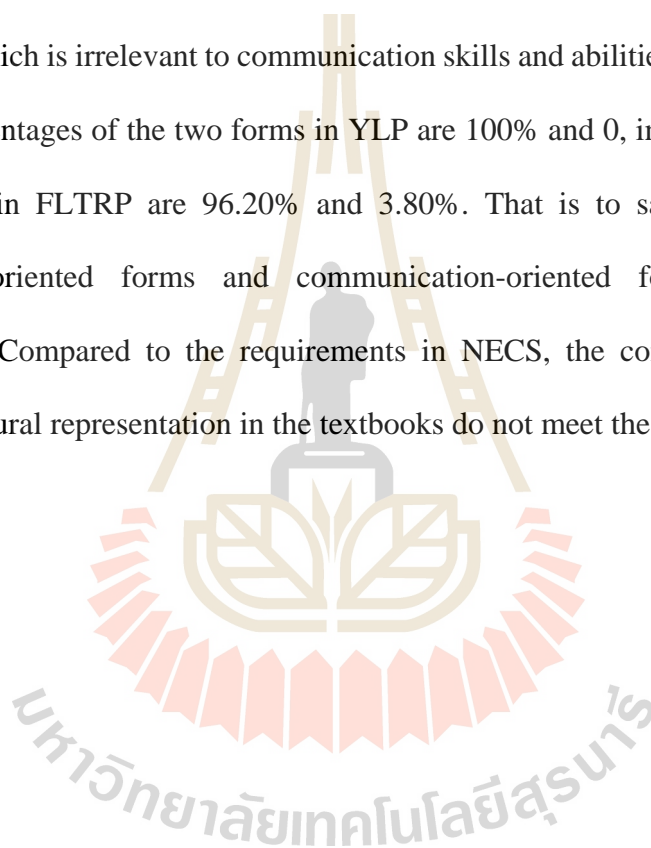 ich is irrelevant to communication skills and abilitie
ntages of the two forms in YLP are 100% and 0, in
in FLTRP are 96.20% and 3.80%. That is to sa
oriented forms and communication-oriented fo
Compared to the requirements in NECS, the co
ural representation in the textbooks do not meet the
มหาวิทยาลัยเทคโนโลยีสุรนารี